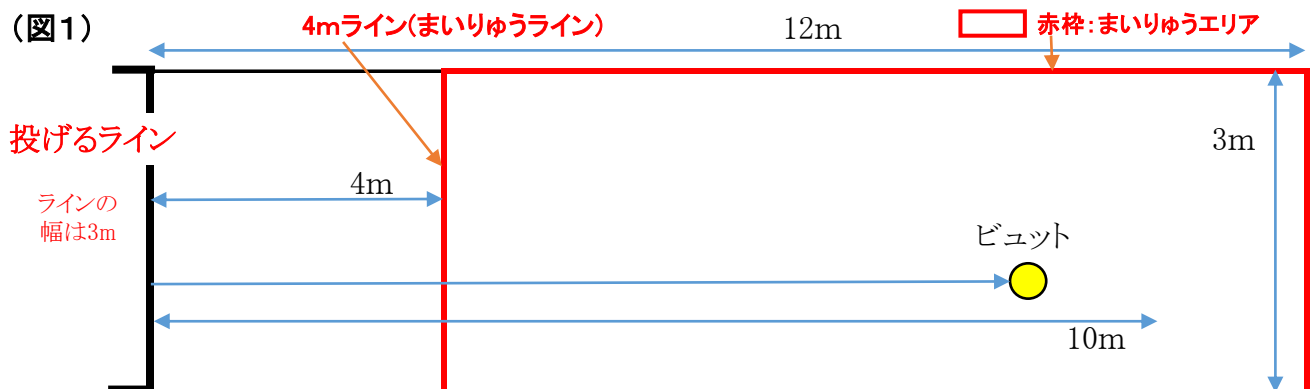 (図1)
4mライン(まいりゅうライン)
12m
赤枠:まいりゅうエリア
投げるライン
3m
4m
ラインの
幅は3m
ビュット
10m